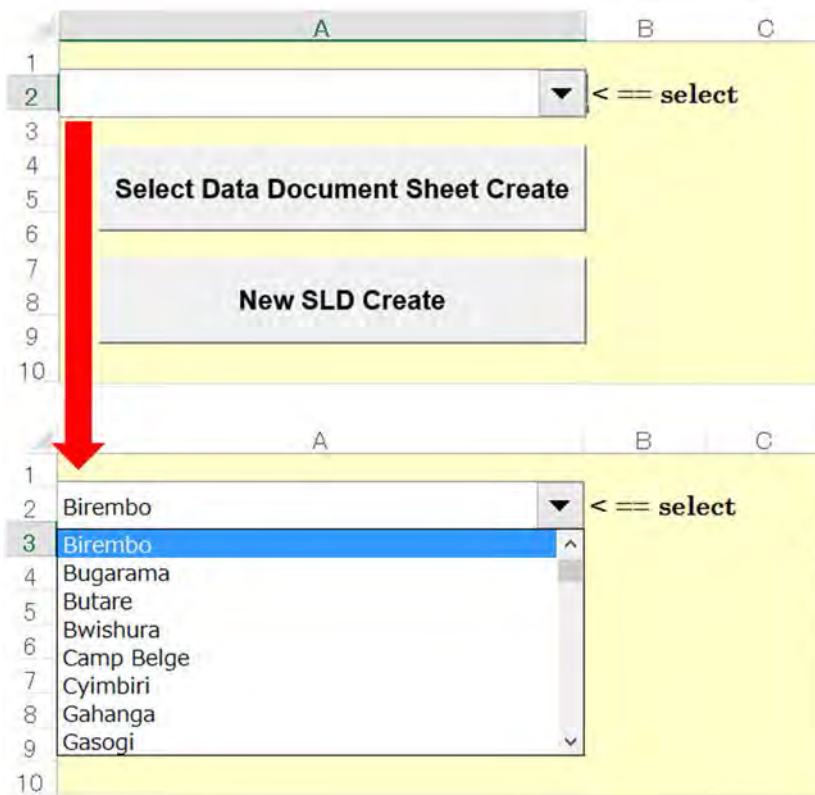 A B C
1
2 < == select
3
4
Select Data Document Sheet Create
5
6
7
8 New SLD Create
9
10
A B C
1
2 Birembo < == select
3 Birembo
4 Bugarama
5 Butare
Bwishura
6 Camp Belge
7 Cyimbiri
8 Gahanga
9 Gasogi
10